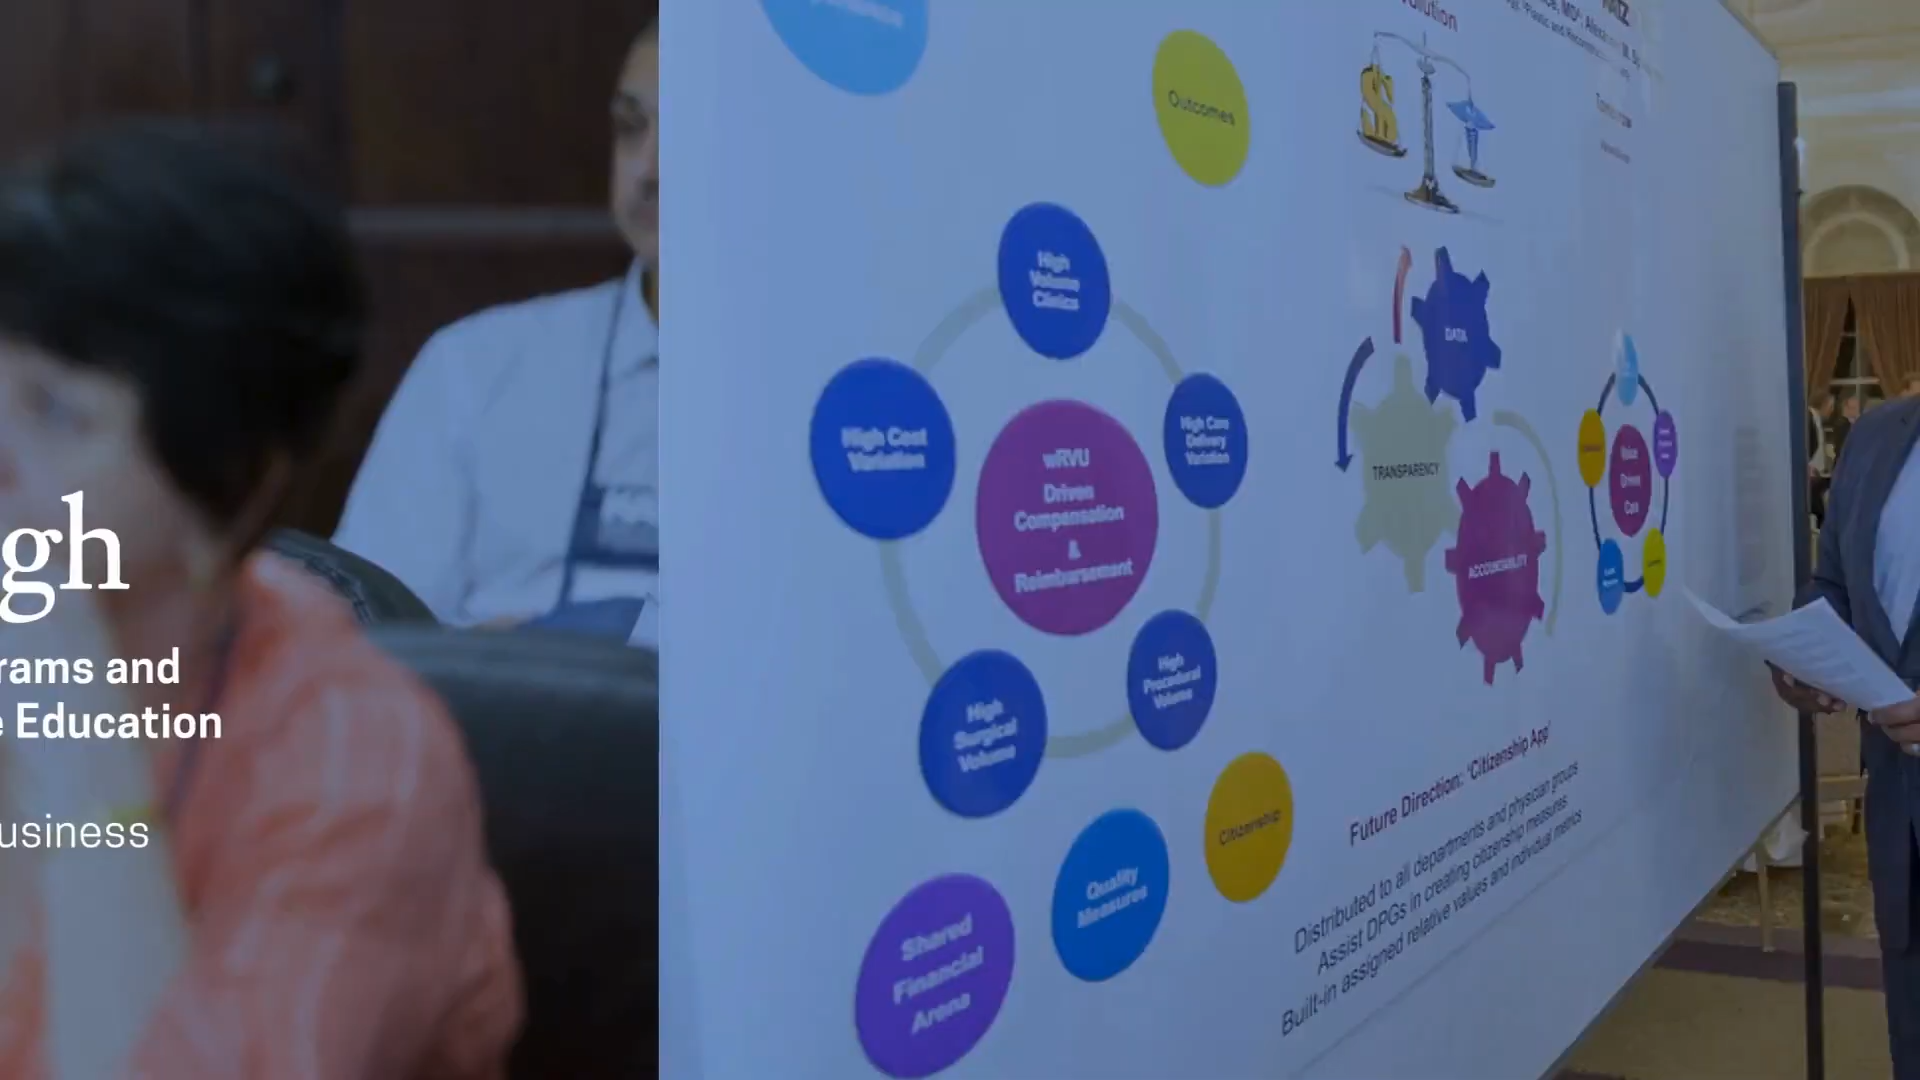 gh
rams and
e Education
usiness
Outcomes
High
Volume
Clinics
High Cost
Variation
High Care
Delivery
Variation
wRVU
Driven
Compensation
&
Reimbursement
High
Surgical
Volume
High
Procedural
Volume
Citizenship
Quality
Measures
Shared
Financial
Arena
DATA
TRANSPARENCY
ACCOUNTABILITY
Value
Driven
Care
Future Direction: 'Citizenship App'
Distributed to all departments and physician groups
Assist DPGs in creating citizenship measures
Built-in assigned relative values and individual metrics